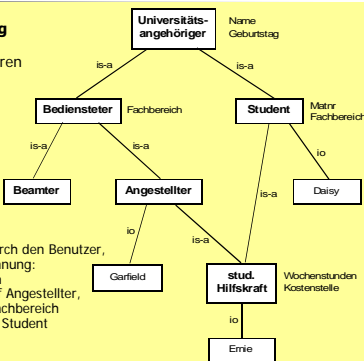 g
Universitäts-
angehöriger
Name
Geburtstag
ren
is-a
is-a
Bediensteter
Fachbereich
Student
Matnr
Fachbereich
is-a
is-a
io
is-a
Beamter
Angestellter
Daisy
io
is-a
rch den Benutzer,
nung:
Garfield
stud.
Hilfskraft
Wochenstunden
Kostenstelle
f Angestellter,
achbereich
Student
io
Ernie